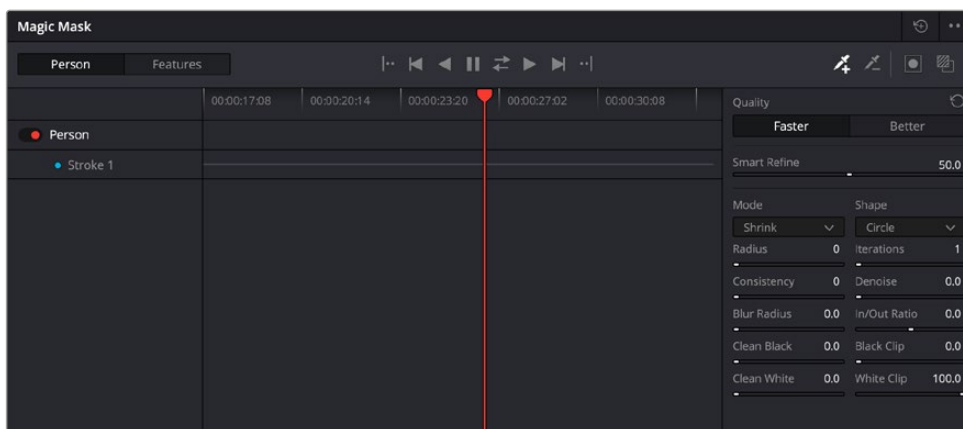 Magic Mask
Person Features
00:00:17:08 00:00:20:14 00:00:23:20 00:00:27:02 00:00:30:08
Person
Stroke 1
Quality
Faster Better
Smart Refine 50.0
Mode Shape
Shrink Circle
Radius 0 Iterations 1
Consistency 0 Denoise 0.0
Blur Radius 0.0 In/Out Ratio 0.0
Clean Black 0.0 Black Clip 0.0
Clean White 0.0 White Clip 100.0